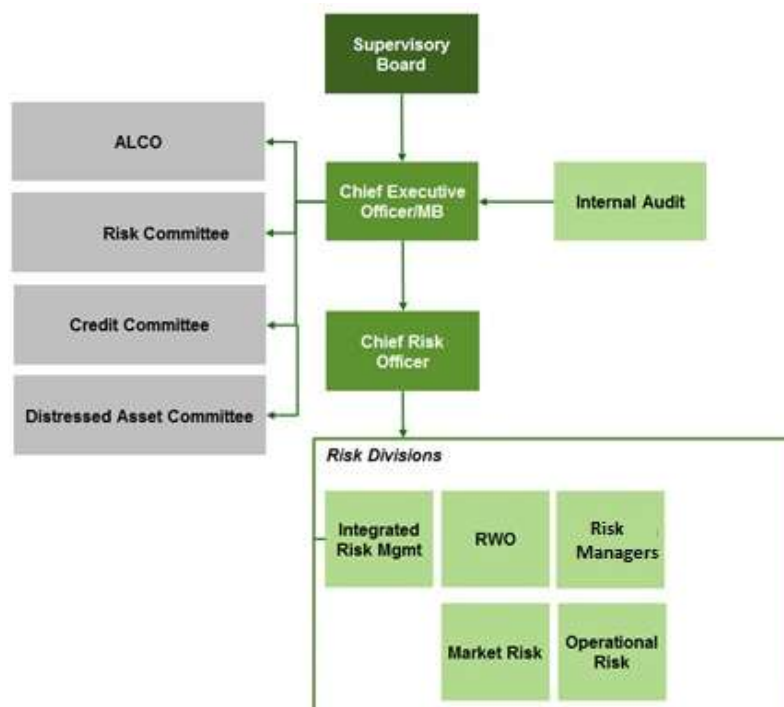 Supervisory
Board
ALCO
Chief Executive
Officer/MB
Internal Audit
Risk Committee
Credit Committee
Chief Risk
Officer
Distressed Asset Committee
Risk Divisions
Integrated
Risk Mgmt
RWO
Risk
Managers
Market Risk
Operational
Risk